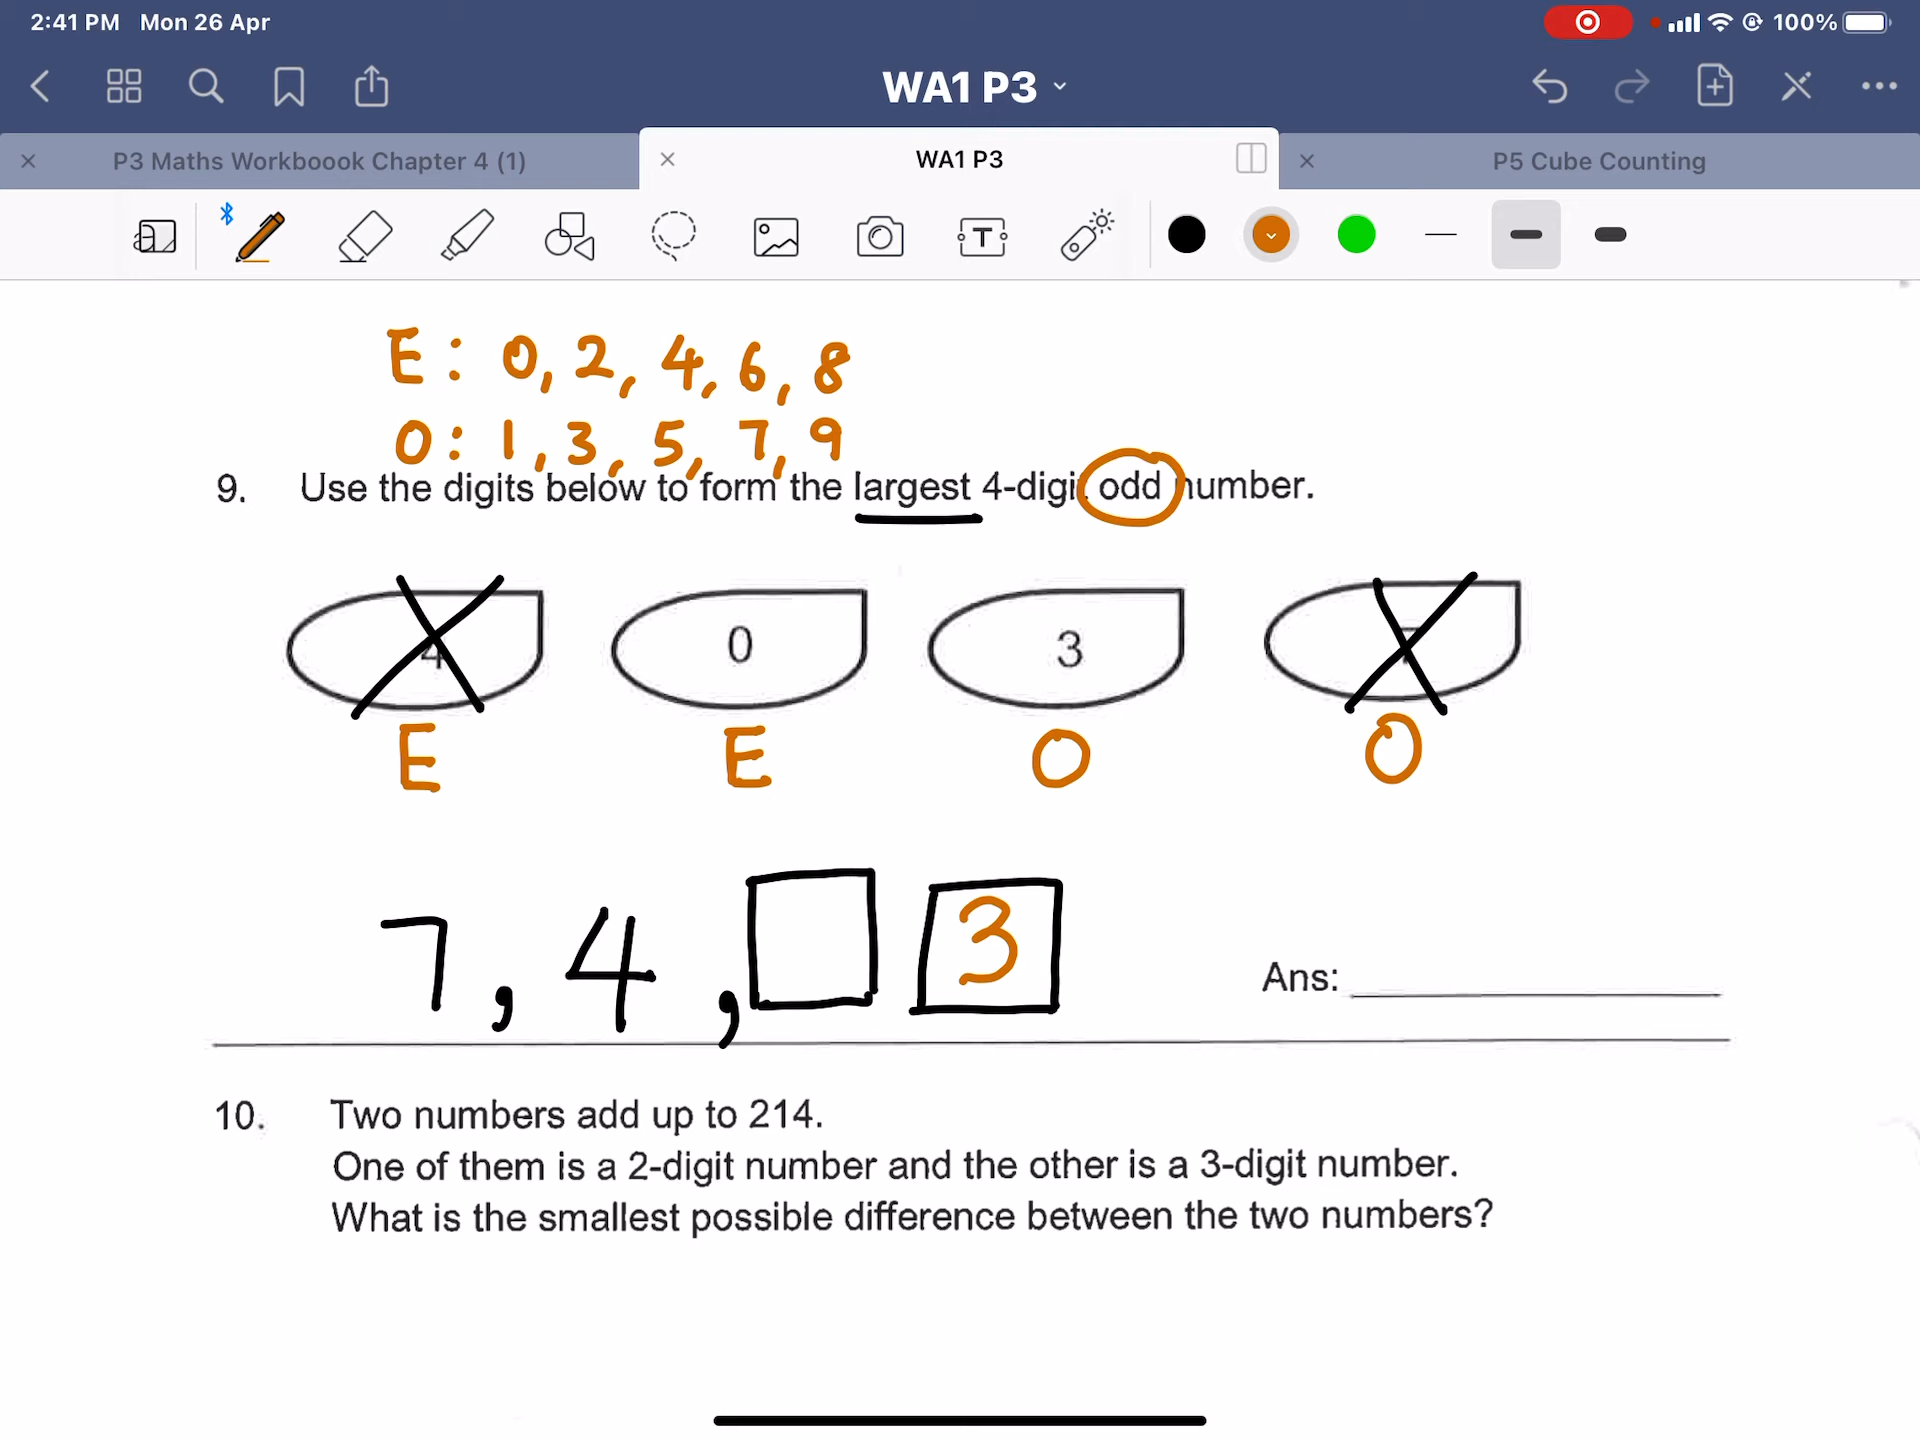 2:41 PM Mon 26 Apr
100%
WA1 P3
P3 Maths Workboook Chapter 4 (1)
WA1 P3
P5 Cube Counting
E: 0, 2, 4, 6, 8
O: 1, 3, 5, 7, 9
9. Use the digits below to form the largest 4-digit odd number.
4 0 3 7
E E O O
7, 4, 3
Ans:
10. Two numbers add up to 214.
One of them is a 2-digit number and the other is a 3-digit number.
What is the smallest possible difference between the two numbers?